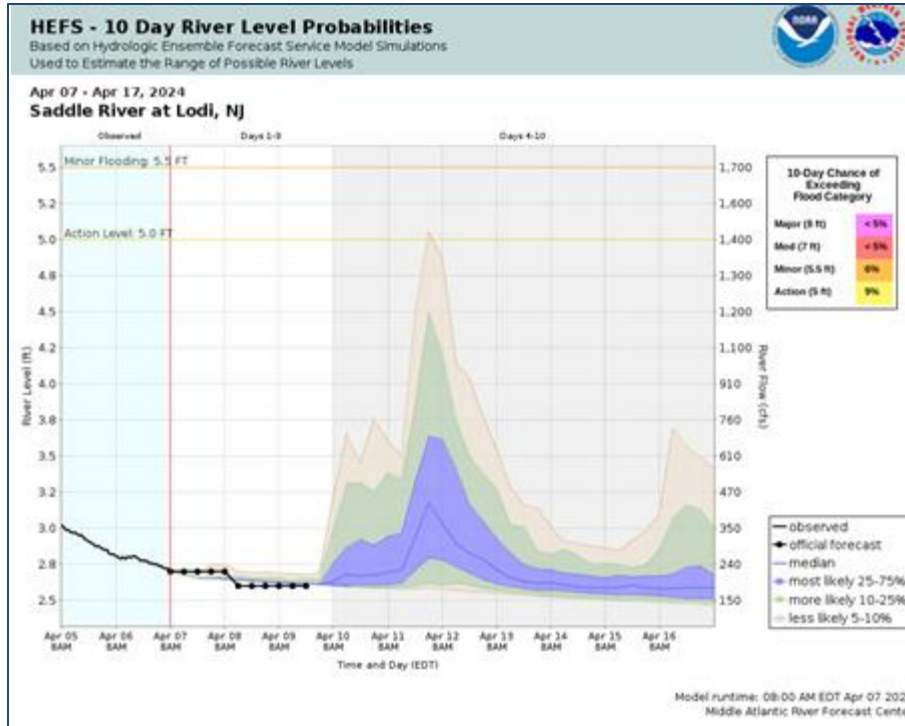 HEFS - 10 Day River Level Probabilities
Based on Hydrologic Ensemble Forecast Service Model Simulations
Used to Estimate the Range of Possible River Levels
NOAA
Apr 07 - Apr 17, 2024
Saddle River at Lodi, NJ
Observed Days 1-3 Days 4-10
Minor Flooding: 5.5 FT
Action Level: 5.0 FT
5.5
5.2
5.0
4.8
4.5
4.2
4.0
3.8
3.5
3.2
3.0
2.8
2.5
River Level (ft)
1,700
1,600
1,400
1,300
1,200
1,100
910
760
610
470
350
240
150
River Flow (cfs)
10-Day Chance of
Exceeding
Flood Category
Major (8 ft) < 5%
Mod (7 ft) < 5%
Minor (5.5 ft) 6%
Action (5 ft) 9%
observed
official forecast
median
most likely 25-75%
more likely 10-25%
less likely 5-10%
Apr 05 Apr 06 Apr 07 Apr 08 Apr 09 Apr 10 Apr 11 Apr 12 Apr 13 Apr 14 Apr 15 Apr 16
8AM 8AM 8AM 8AM 8AM 8AM 8AM 8AM 8AM 8AM 8AM 8AM
Time and Day (EDT)
Model runtime: 08:00 AM EDT Apr 07 202
Middle Atlantic River Forecast Cente